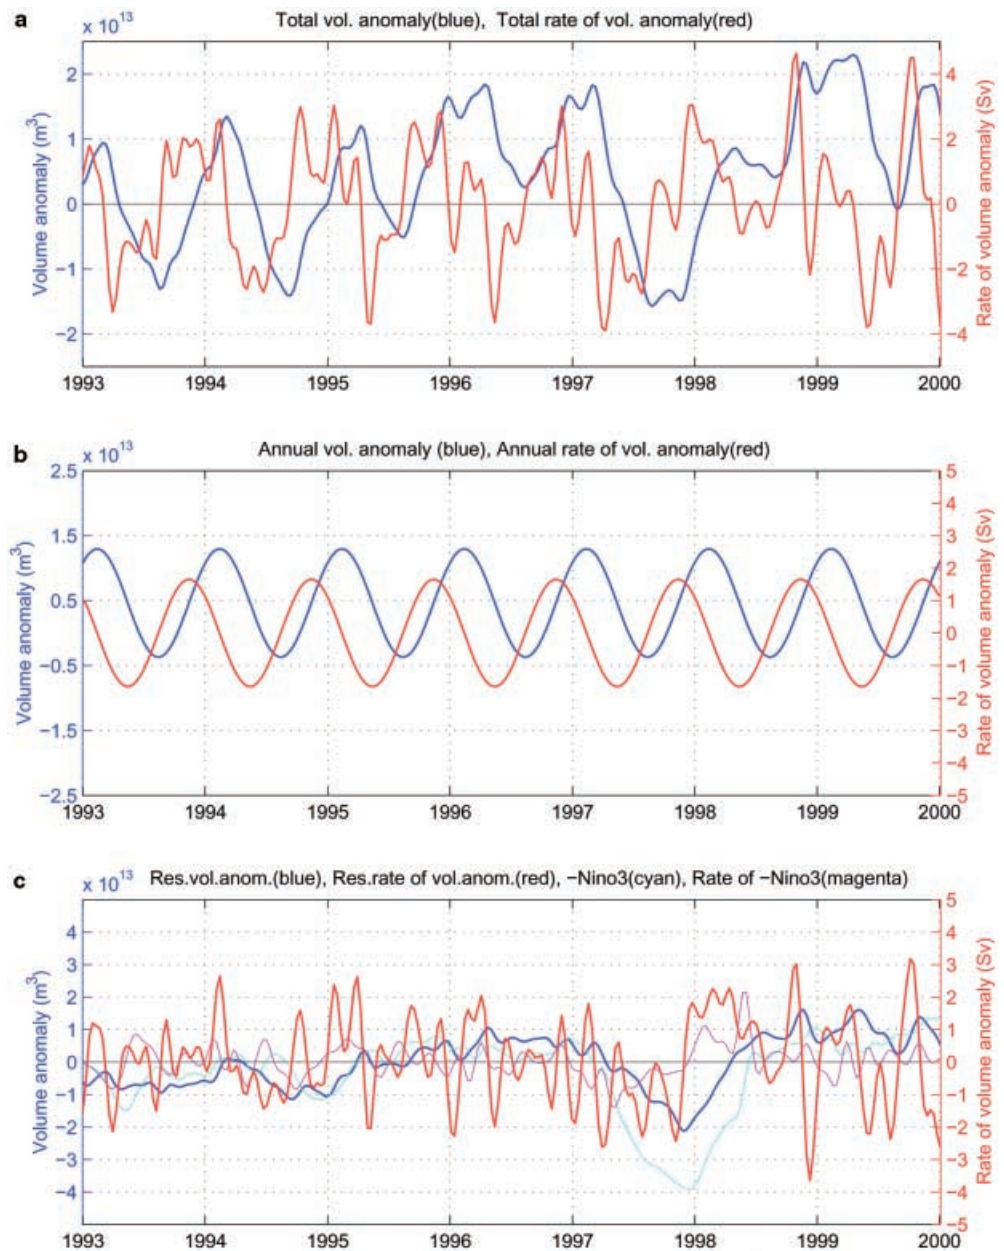 a
Total vol. anomaly(blue), Total rate of vol. anomaly(red)
x 10^13
Volume anomaly (m^3)
2
1
0
−1
−2
4
2
0
−2
−4
Rate of volume anomaly (Sv)
1993 1994 1995 1996 1997 1998 1999 2000
b
Annual vol. anomaly (blue), Annual rate of vol. anomaly(red)
x 10^13
Volume anomaly (m^3)
2.5
1.5
0.5
−0.5
−1.5
−2.5
5
4
3
2
1
0
−1
−2
−3
−4
−5
Rate of volume anomaly (Sv)
1993 1994 1995 1996 1997 1998 1999 2000
c
Res.vol.anom.(blue), Res.rate of vol.anom.(red), −Nino3(cyan), Rate of −Nino3(magenta)
x 10^13
Volume anomaly (m^3)
4
3
2
1
0
−1
−2
−3
−4
5
4
3
2
1
0
−1
−2
−3
−4
−5
Rate of volume anomaly (Sv)
1993 1994 1995 1996 1997 1998 1999 2000